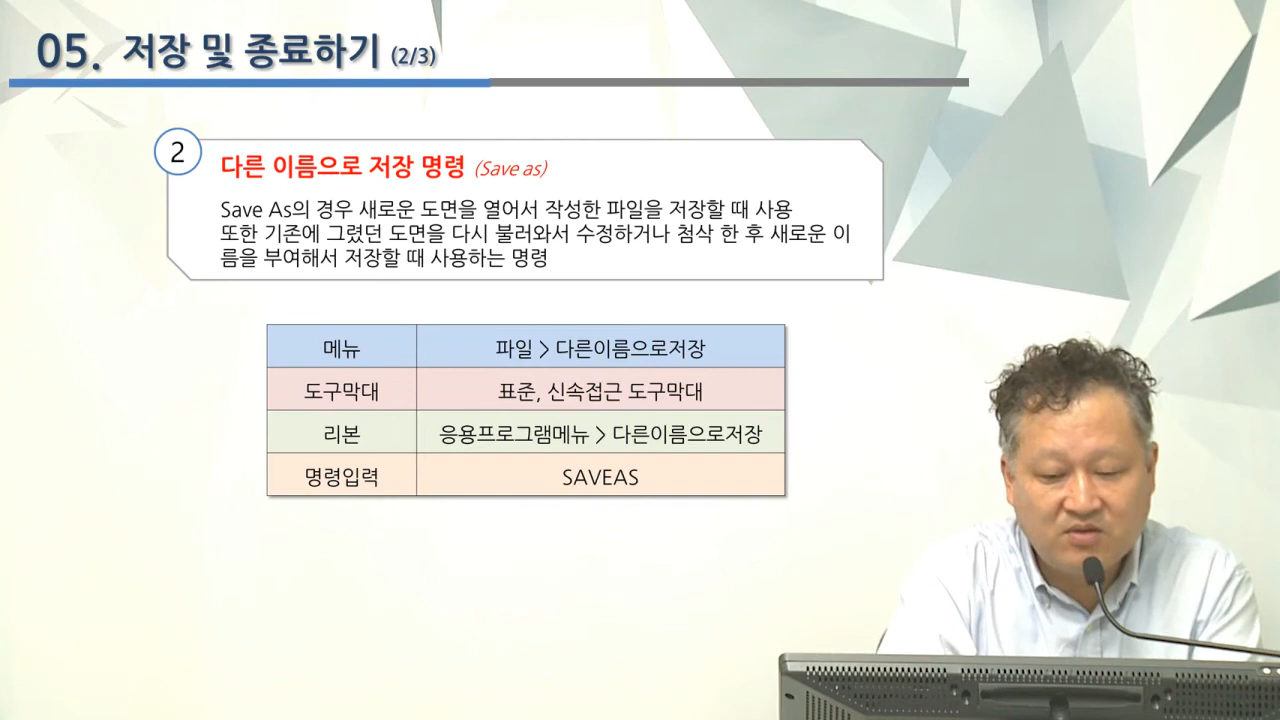 05. 저장 및 종료하기 (2/3)
2
다른 이름으로 저장 명령 (Save as)
Save As의 경우 새로운 도면을 열어서 작성한 파일을 저장할 때 사용
또한 기존에 그렸던 도면을 다시 불러와서 수정하거나 첨삭 한 후 새로운 이
름을 부여해서 저장할 때 사용하는 명령
메뉴 파일 > 다른이름으로저장
도구막대 표준, 신속접근 도구막대
리본 응용프로그램메뉴 > 다른이름으로저장
명령입력 SAVEAS